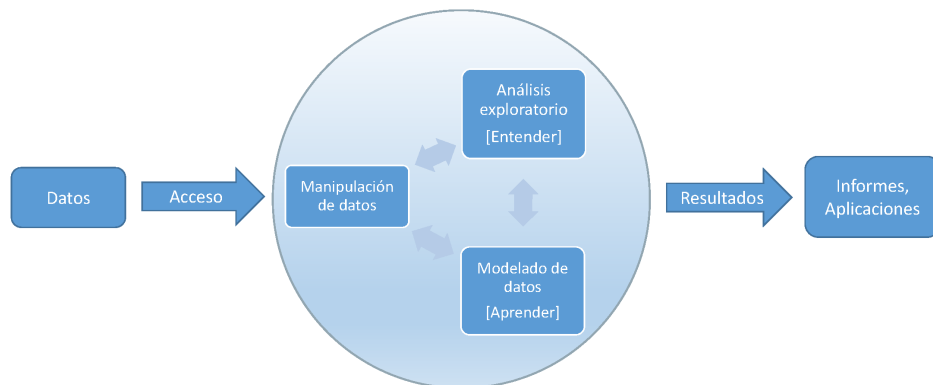 Datos
Acceso
Manipulación
de datos
Análisis
exploratorio
[Entender]
Modelado de
datos
[Aprender]
Resultados
Informes,
Aplicaciones